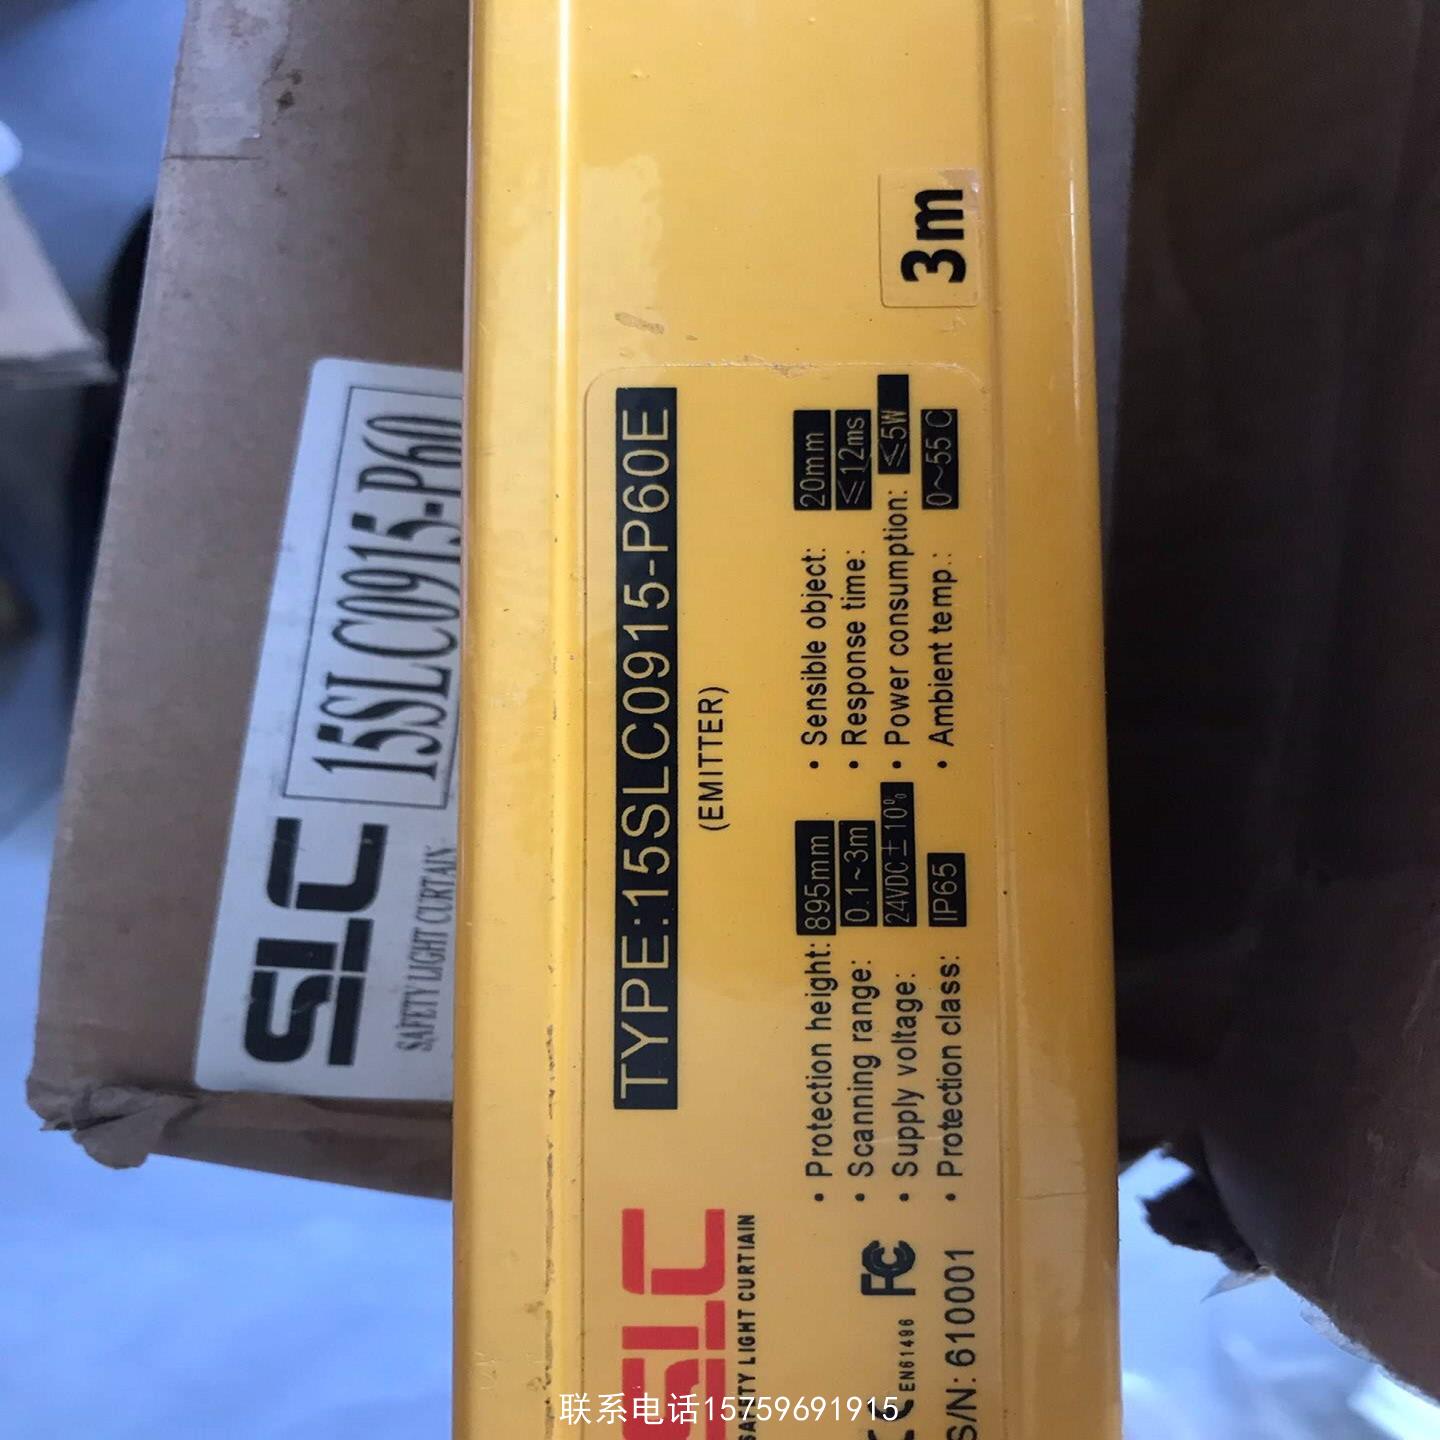 SLC
SAFETY LIGHT CURTAIN
15SLC0915-P60
SLC
SAFETY LIGHT CURTIAIN
TYPE:15SLC0915-P60E
(EMITTER)
• Protection height: 895mm
• Scanning range: 0.1~3m
• Supply voltage: 24VDC±10%
• Protection class: IP65
• Sensible object: 20mm
• Response time: ≤12ms
• Power consumption: ≤5W
• Ambient temp.: 0~55 C
EN61496
FC
S/N: 610001
3m
联系电话15759691915